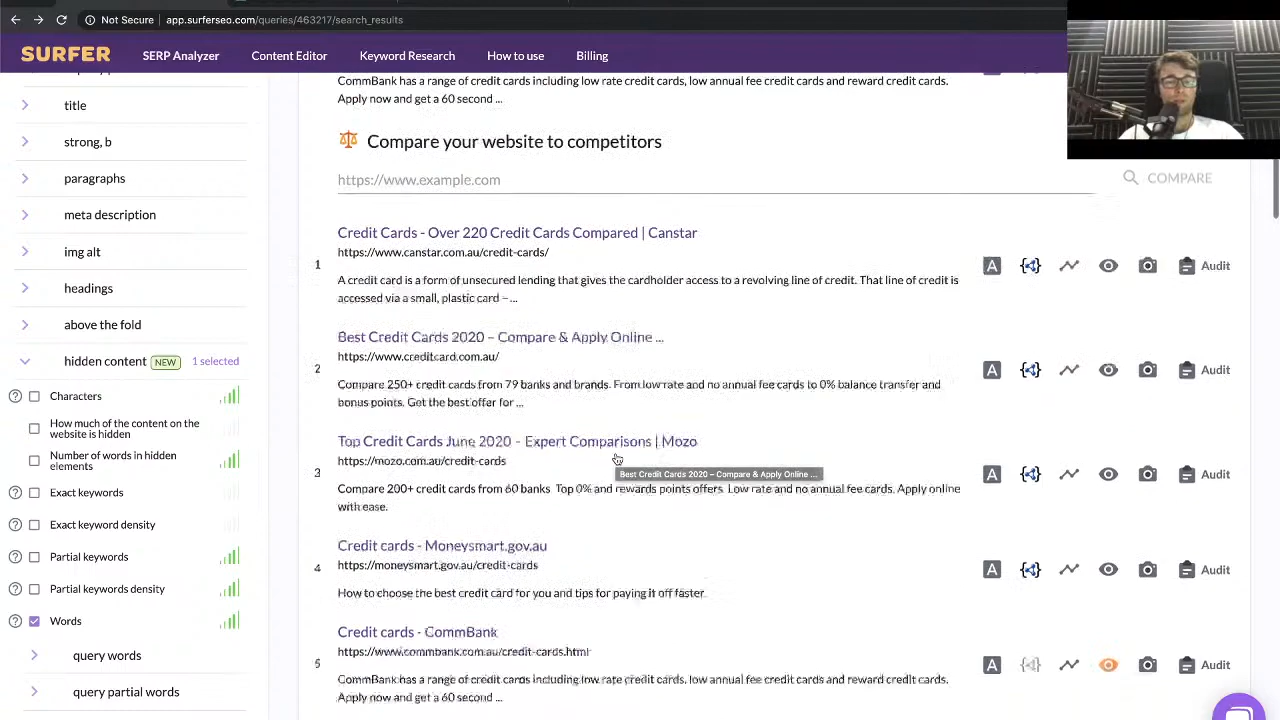 Not Secure | app.surferseo.com/queries/463217/search_results
SURFER
SERP Analyzer
Content Editor
Research
Billing
title
strong, b
paragraphs
meta description
img alt
headings
above the fold
hidden content NEW 1 selected
Characters
How much of the content on the website is hidden
Number of words in hidden elements
Exact keywords
Exact keyword density
Partial keywords
Partial keywords density
Words
query words
query partial words
CommBank offers a range of credit cards including low rate credit cards, low annual fee credit cards and reward credit cards.
Apply now and get a 60 second ...
Compare your website to competitors
https://www.example.com
COMPARE
1
Credit Cards - Over 220 Credit Cards Compared | Canstar
https://www.canstar.com.au/credit-cards/
A credit card is a form of unsecured lending that gives the cardholder access to a revolving line of credit. That line of credit is
accessed via a small, plastic card – ...
A
Audit
2
Best Credit Cards 2020 – Compare & Apply Online ...
https://www.creditcard.com.au/
Compare 250+ credit cards from 79 banks and brands. From low rate and no annual fee cards to 0% balance transfer and
bonus points. Get the best offer for ...
A
Audit
3
Top Credit Cards June 2020 - Expert Comparisons | Mozo
https://mozo.com.au/credit-cards
Best Credit Cards 2020 – Compare & Apply Online ...
Compare 200+ credit cards from 60 banks Top 0% and rewards points offers. Low rate and no annual fee cards. Apply online
with ease.
A
Audit
4
Credit cards - Moneysmart.gov.au
https://moneysmart.gov.au/credit-cards
How to choose the best credit card for you and tips for paying it off faster.
A
Audit
5
Credit cards - CommBank
https://www.commbank.com.au/credit-cards.html
CommBank offers a range of credit cards including low rate credit cards, low annual fee credit cards and reward credit cards.
Apply now and get a 60 second ...
A
Audit